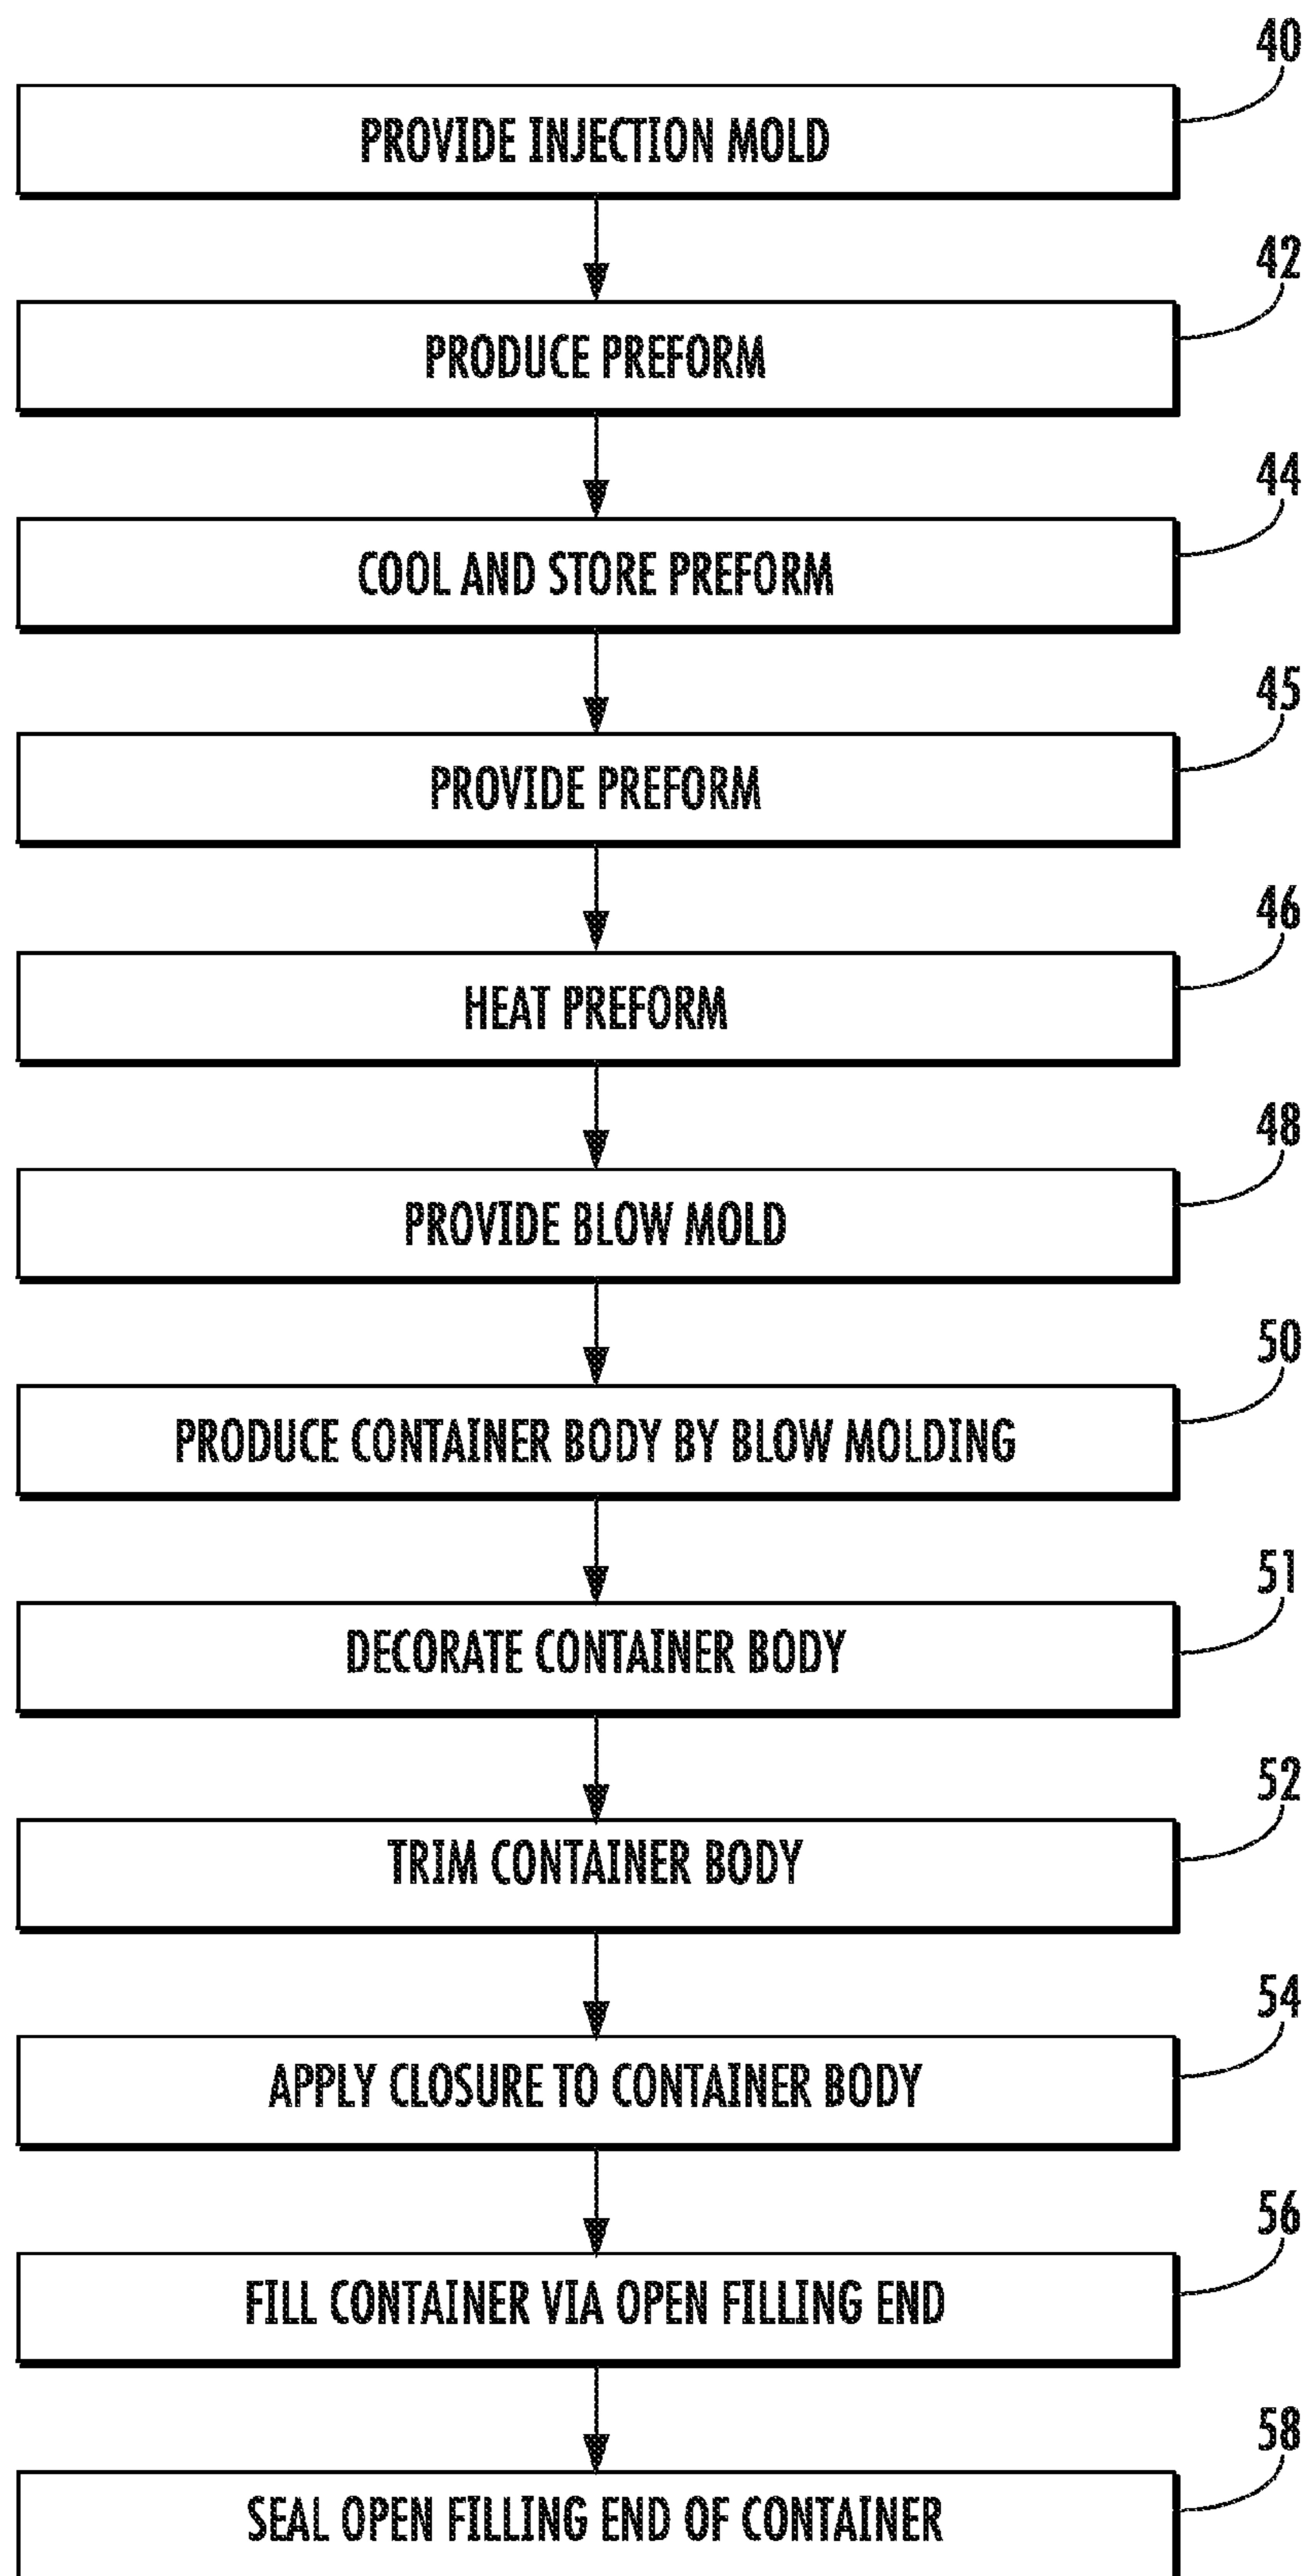 40
PROVIDE INJECTION MOLD
42
PRODUCE PREFORM
44
COOL AND STORE PREFORM
45
PROVIDE PREFORM
46
HEAT PREFORM
48
PROVIDE BLOW MOLD
50
PRODUCE CONTAINER BODY BY BLOW MOLDING
51
DECORATE CONTAINER BODY
52
TRIM CONTAINER BODY
54
APPLY CLOSURE TO CONTAINER BODY
56
FILL CONTAINER VIA OPEN FILLING END
58
SEAL OPEN FILLING END OF CONTAINER